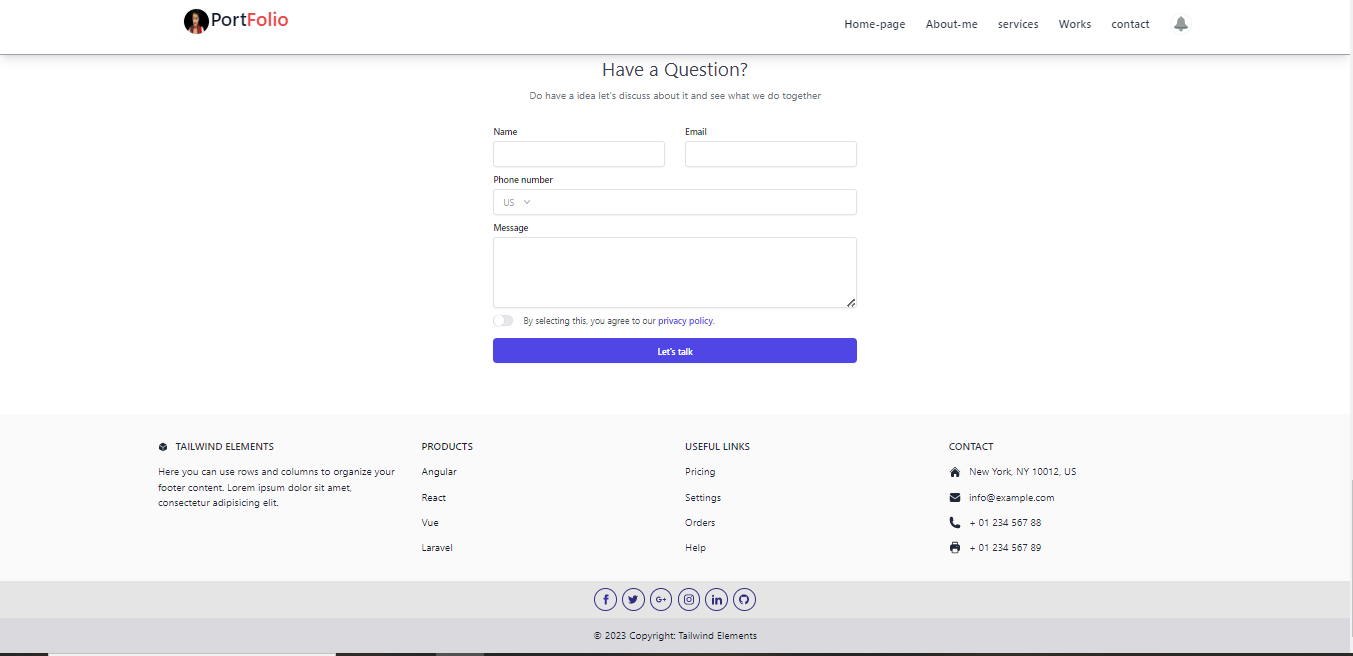 PortFolio
Home-page About-me services Works contact
Have a Question?
Do have a idea let's discuss about it and see what we do together
Name Email
Phone number
US
Message
By selecting this, you agree to our privacy policy.
Let's talk
TAILWIND ELEMENTS
Here you can use rows and columns to organize your
footer content. Lorem ipsum dolor sit amet,
consectetur adipisicing elit.
PRODUCTS
Angular
React
Vue
Laravel
USEFUL LINKS
Pricing
Settings
Orders
Help
CONTACT
New York, NY 10012, US
info@example.com
+ 01 234 567 88
+ 01 234 567 89
© 2023 Copyright: Tailwind Elements